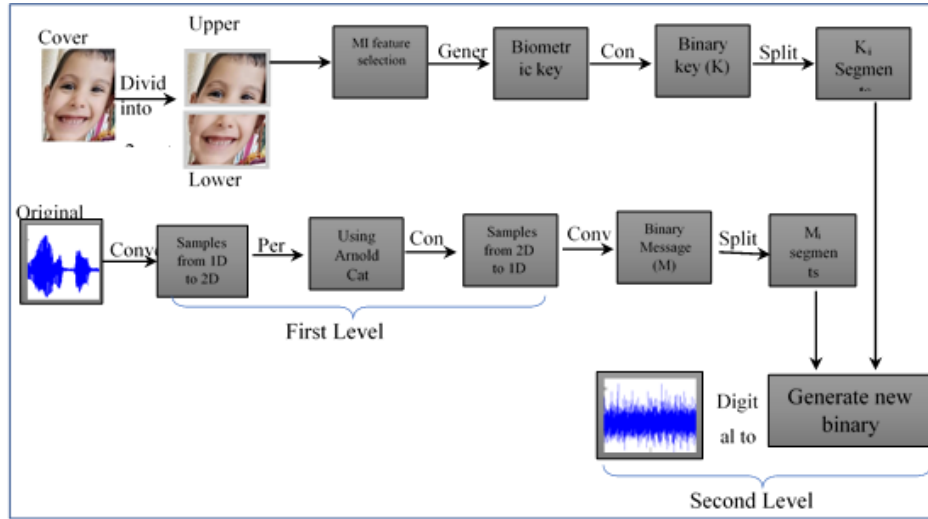 Cover
Divid
into
Upper
Lower
MI feature
selection
Gener
Biometr
ic key
Con
Binary
key (K)
Split
Kᵢᵢ
Segmen
Original
Conv
Samples
from 1D
to 2D
Per
Using
Arnold
Cat
Con
Samples
from 2D
to 1D
Conv
Binary
Message
(M)
Split
Mᵢ
segmen
ts
First Level
Digit
al to
Generate new
binary
Second Level